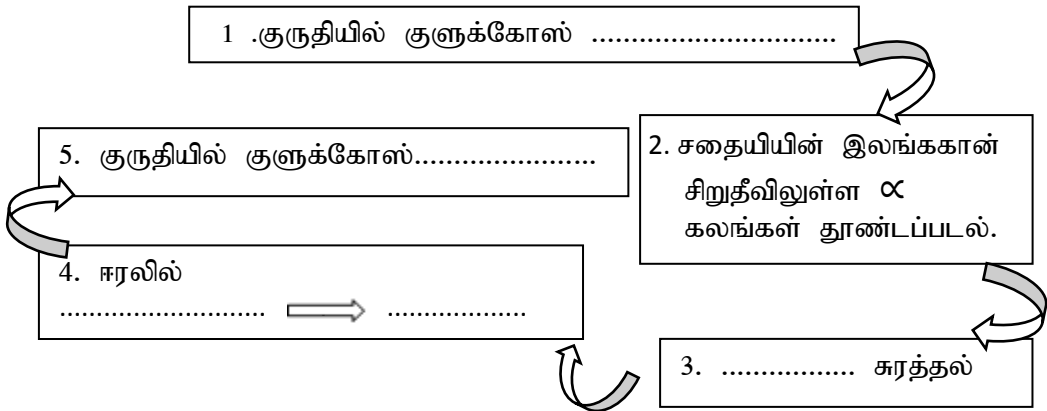 1 .குருதியில் குளுக்கோஸ் ..............................
2. சதையியின் இலங்ககான்
சிறுதீவிலுள்ள ∝
கலங்கள் தூண்டப்படல்.
3. ................. சுரத்தல்
4. ஈரலில்
.......................... ..................
5. குருதியில் குளுக்கோஸ்.......................